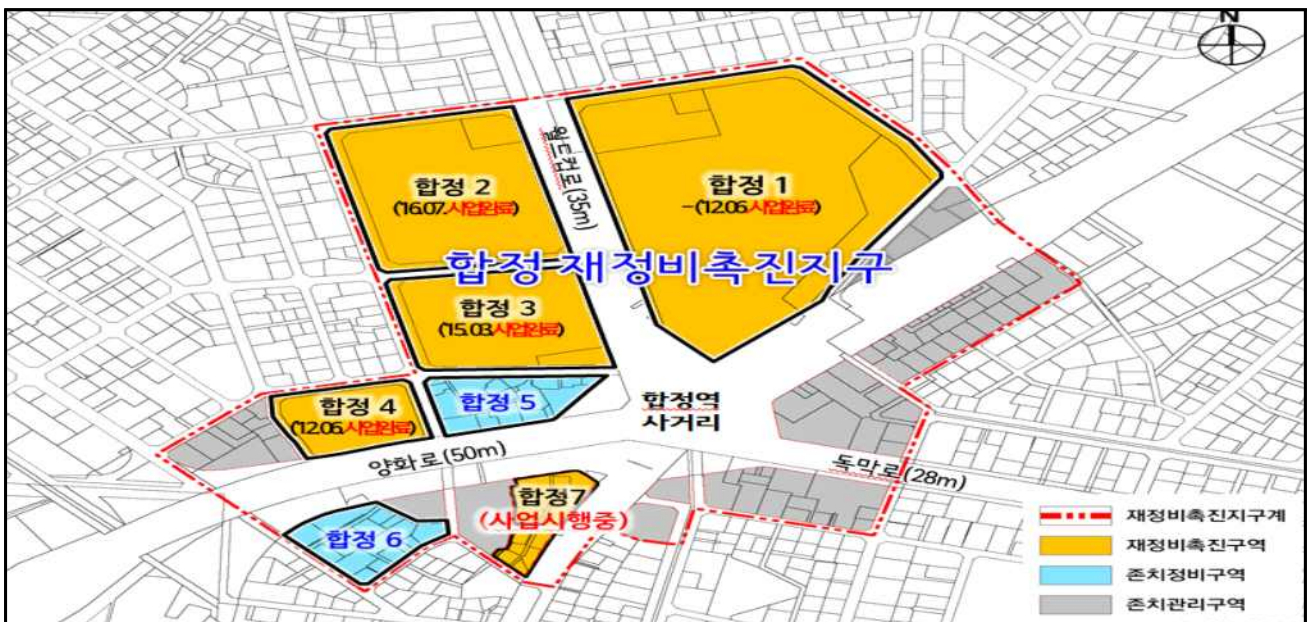 N
월드컵로(35m)
합정 2
('16.07.사업완료)
합정 1
-('12.06.사업완료)
합정 재정비촉진지구
합정 3
('15.03.사업완료)
합정 4
('12.06.사업완료)
합정 5
합정역
사거리
양화로(50m)
독막로(28m)
합정7
(사업시행중)
합정 6
재정비촉진지구계
재정비촉진구역
존치정비구역
존치관리구역